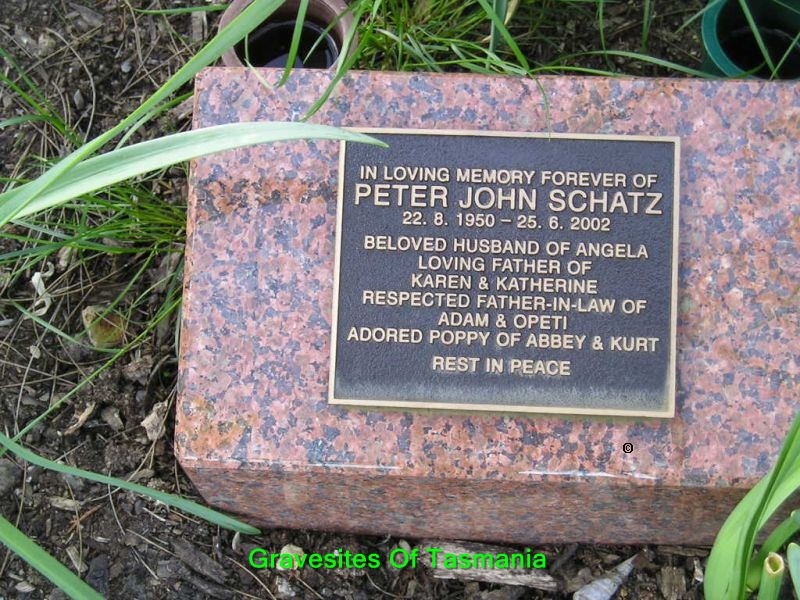 IN LOVING MEMORY FOREVER OF
PETER JOHN SCHATZ
22. 8. 1950 – 25. 6. 2002
BELOVED HUSBAND OF ANGELA
LOVING FATHER OF
KAREN & KATHERINE
RESPECTED FATHER-IN-LAW OF
ADAM & OPETI
ADORED POPPY OF ABBEY & KURT
REST IN PEACE
©
Gravesites Of Tasmania